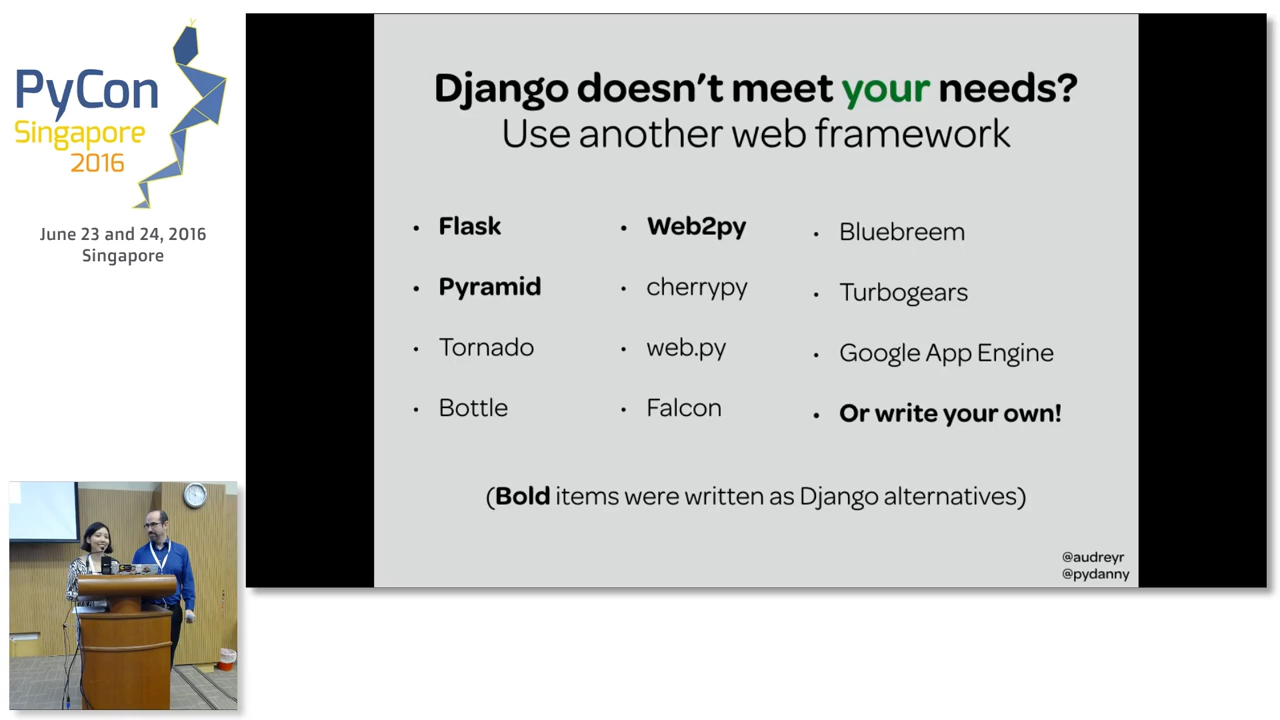 PyCon
Singapore
2016
June 23 and 24, 2016
Singapore
Django doesn't meet your needs?
Use another web framework
• Flask
• Pyramid
• Tornado
• Bottle
• Web2py
• cherrypy
• web.py
• Falcon
• Bluebreem
• Turbogears
• Google App Engine
• Or write your own!
(Bold items were written as Django alternatives)
@audreyr
@pydanny